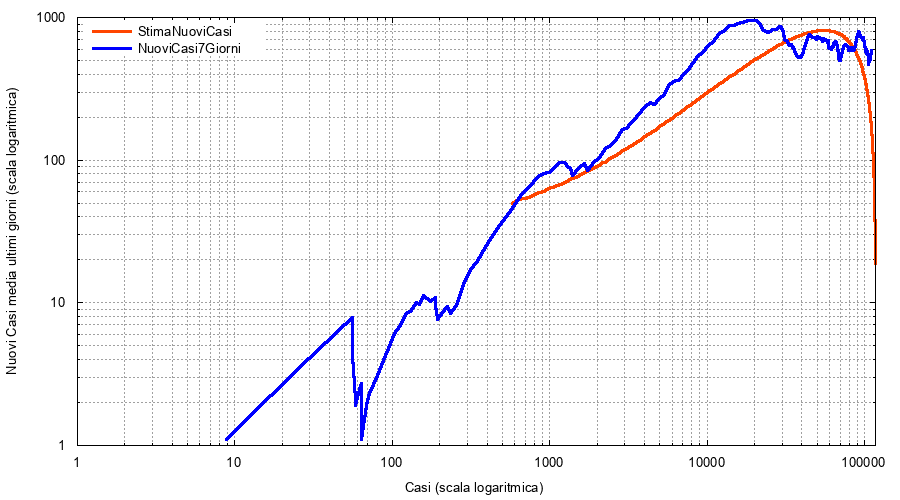 StimaNuoviCasi
NuoviCasi7Giorni
Nuovi Casi media ultimi giorni (scala logaritmica)
1000
100
10
1
1 10 100 1000 10000 100000
Casi (scala logaritmica)